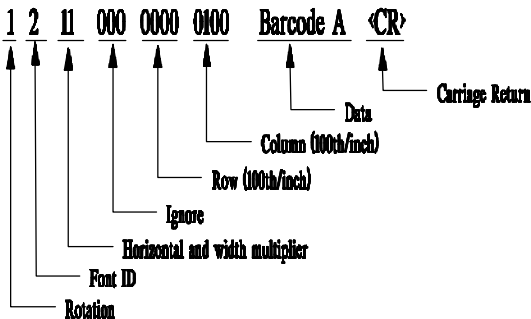 1 2 11 000 0000 0100 Barcode A <CR>
Carriage Return
Data
Column (100th/inch)
Row (100th/inch)
Ignore
Horizontal and width multiplier
Font ID
Rotation